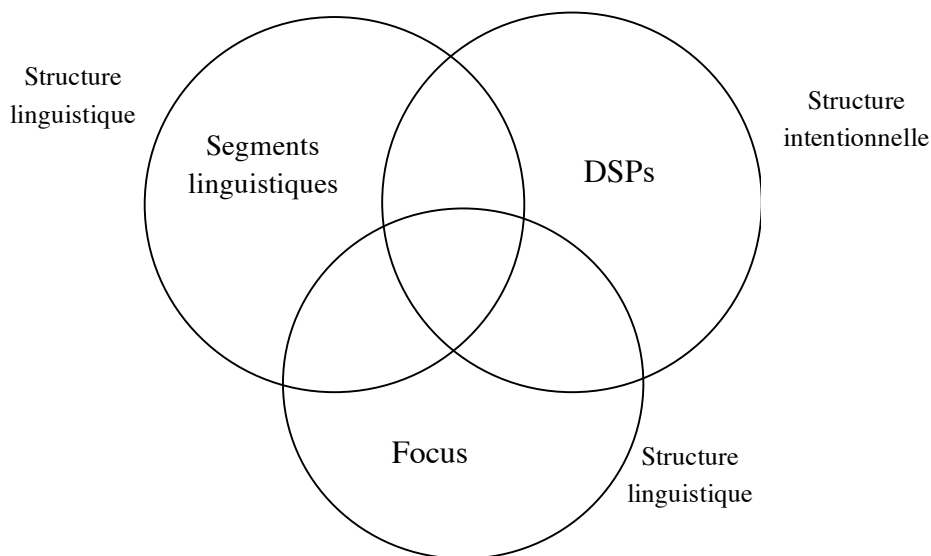 Structure
linguistique
Segments
linguistiques
DSPs
Structure
intentionnelle
Focus
Structure
linguistique